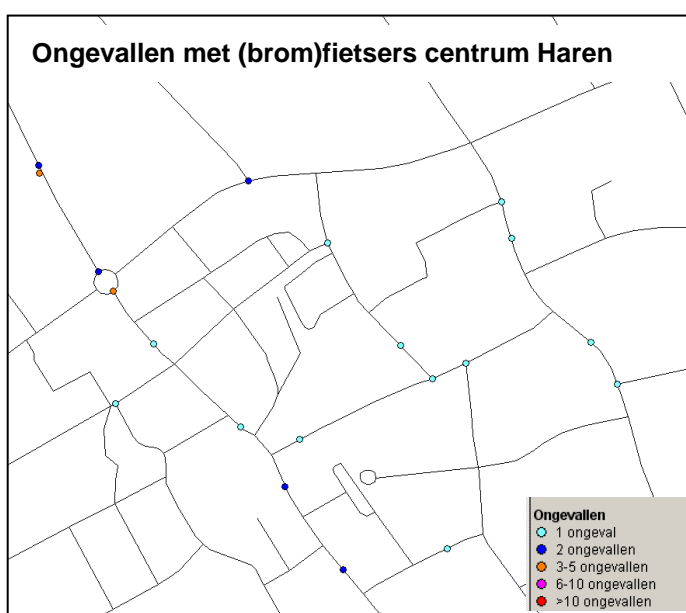 Ongevallen met (brom)fietsers centrum Haren
Ongevallen
1 ongeval
2 ongevallen
3-5 ongevallen
6-10 ongevallen
>10 ongevallen